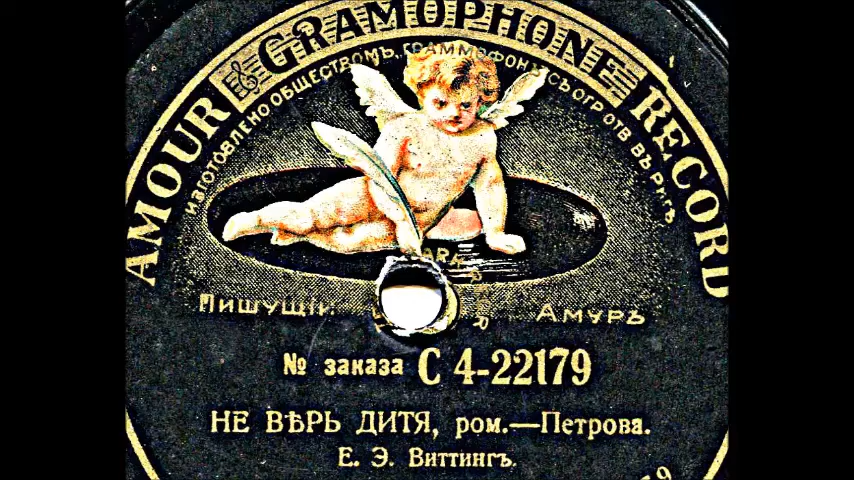 AMOUR GRAMOPHONE RECORD
ИЗГОТОВЛЕНО ОБЩЕСТВОМЪ „ГРАММОФОНЪ“ СЪ ОГР. ОТВ. ВЪ РИГѢ
ПИШУЩІЙ АМУРЪ
№ заказа С 4-22179
НЕ ВѢРЬ ДИТЯ, ром.—Петрова.
Е. Э. Виттингъ.